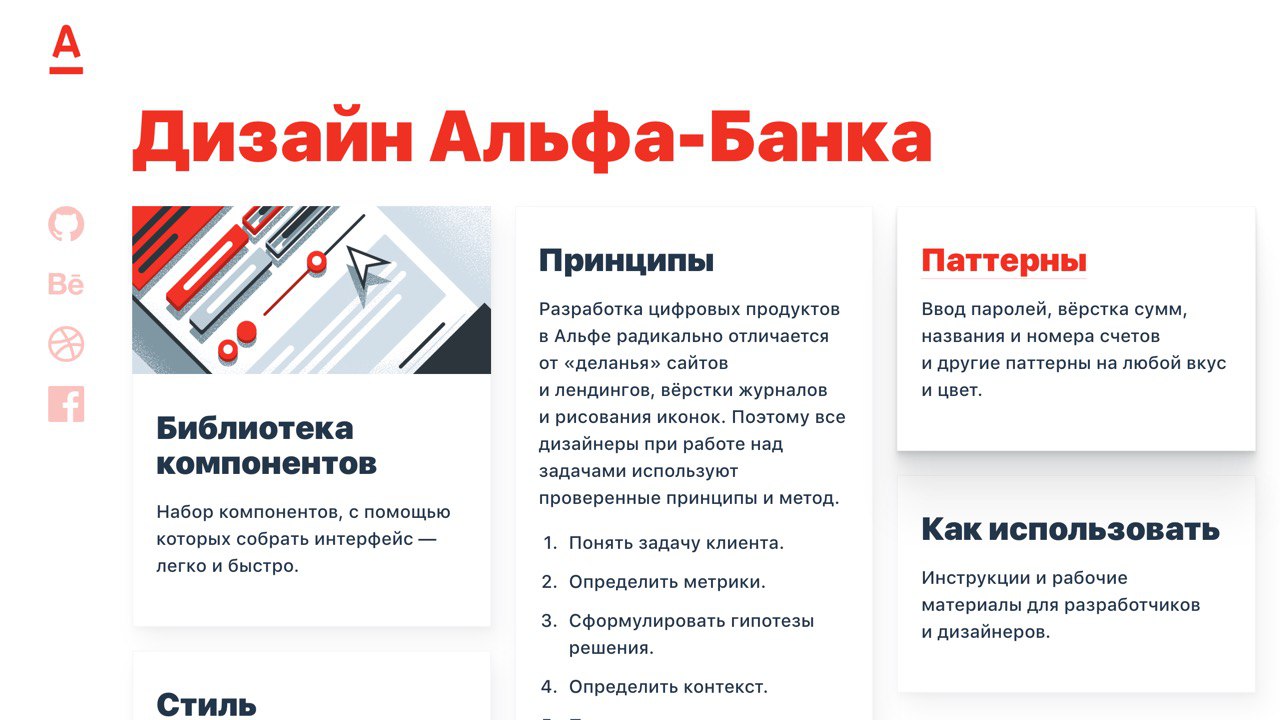 А
Дизайн Альфа-Банка
Bē
Библиотека
компонентов
Набор компонентов, с помощью
которых собрать интерфейс —
легко и быстро.
Стиль
Принципы
Разработка цифровых продуктов
в Альфе радикально отличается
от «деланья» сайтов
и лендингов, вёрстки журналов
и рисования иконок. Поэтому все
дизайнеры при работе над
задачами используют
проверенные принципы и метод.
1. Понять задачу клиента.
2. Определить метрики.
3. Сформулировать гипотезы
решения.
4. Определить контекст.
Паттерны
Ввод паролей, вёрстка сумм,
названия и номера счетов
и другие паттерны на любой вкус
и цвет.
Как использовать
Инструкции и рабочие
материалы для разработчиков
и дизайнеров.